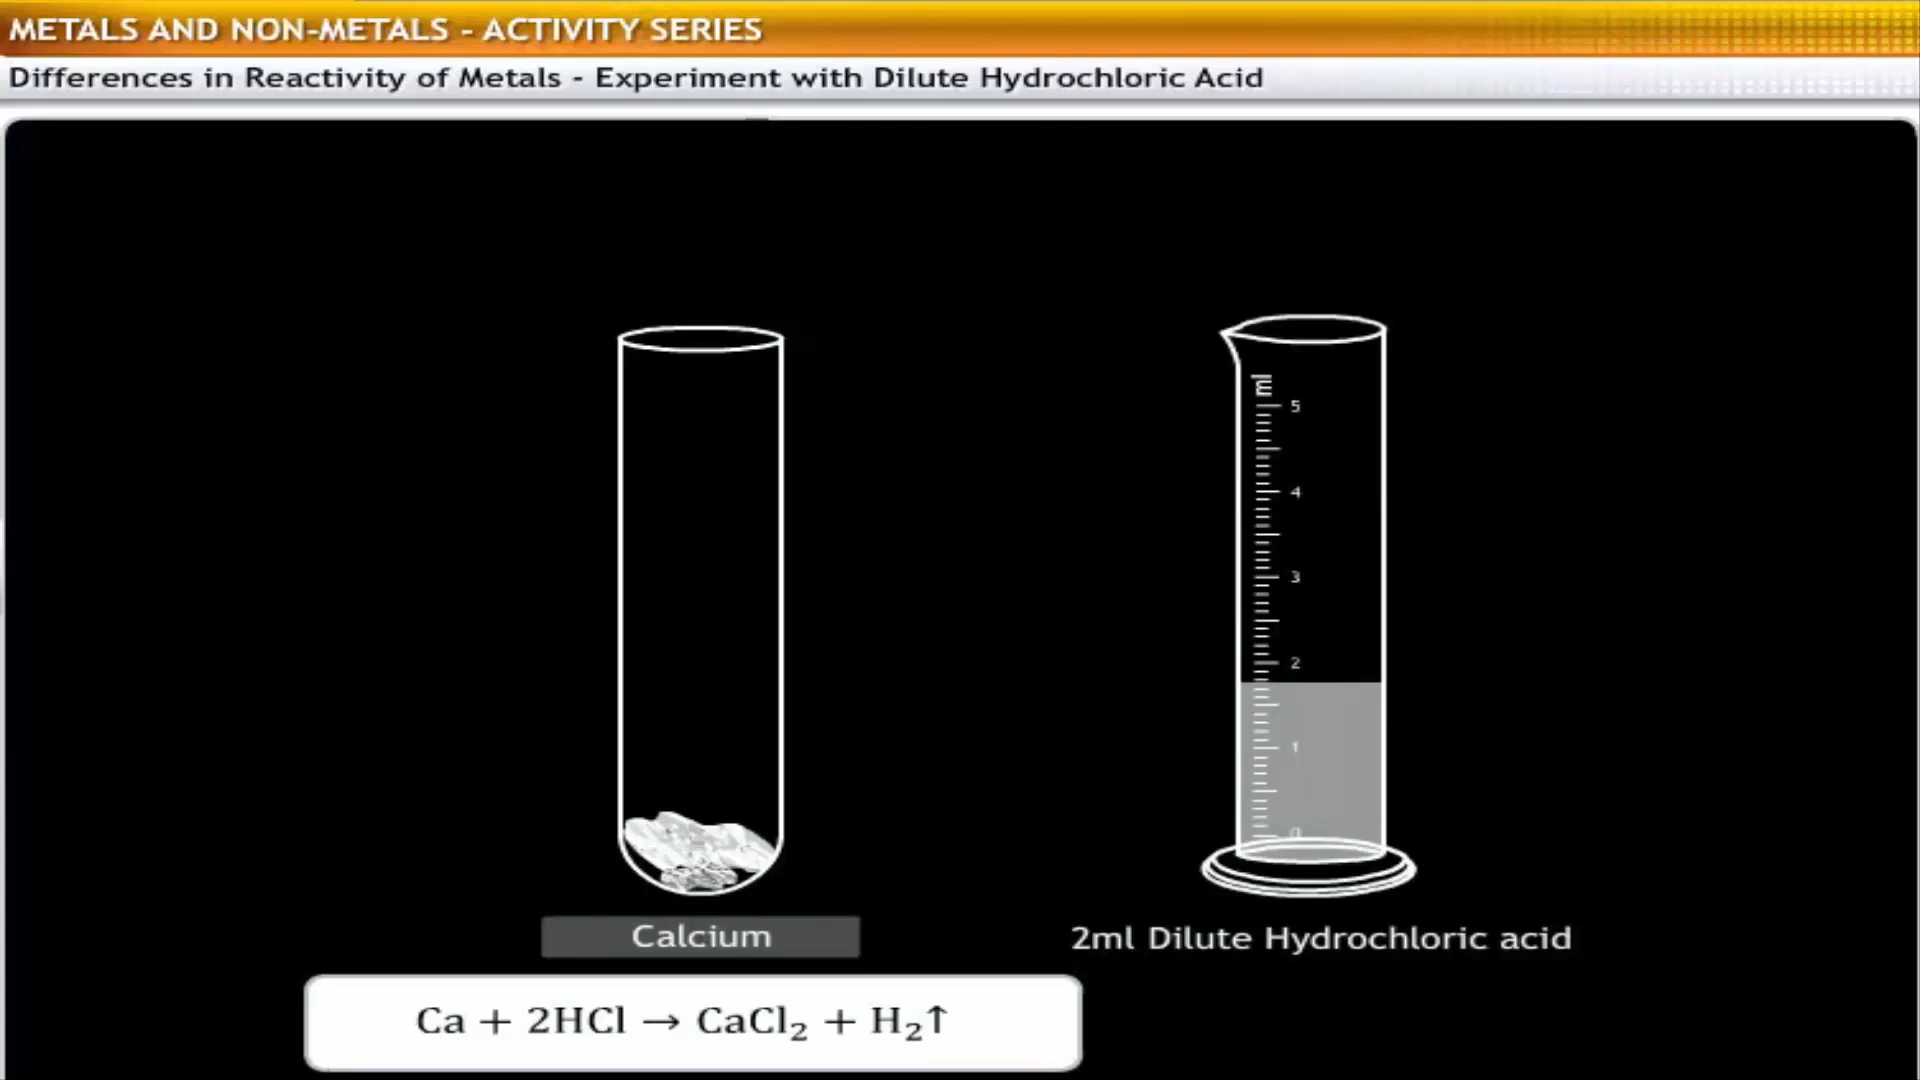 METALS AND NON-METALS - ACTIVITY SERIES
Differences in Reactivity of Metals - Experiment with Dilute Hydrochloric Acid
ml
5
4
3
2
1
0
Calcium
2ml Dilute Hydrochloric acid
Ca + 2HCl → CaCl₂ + H₂↑